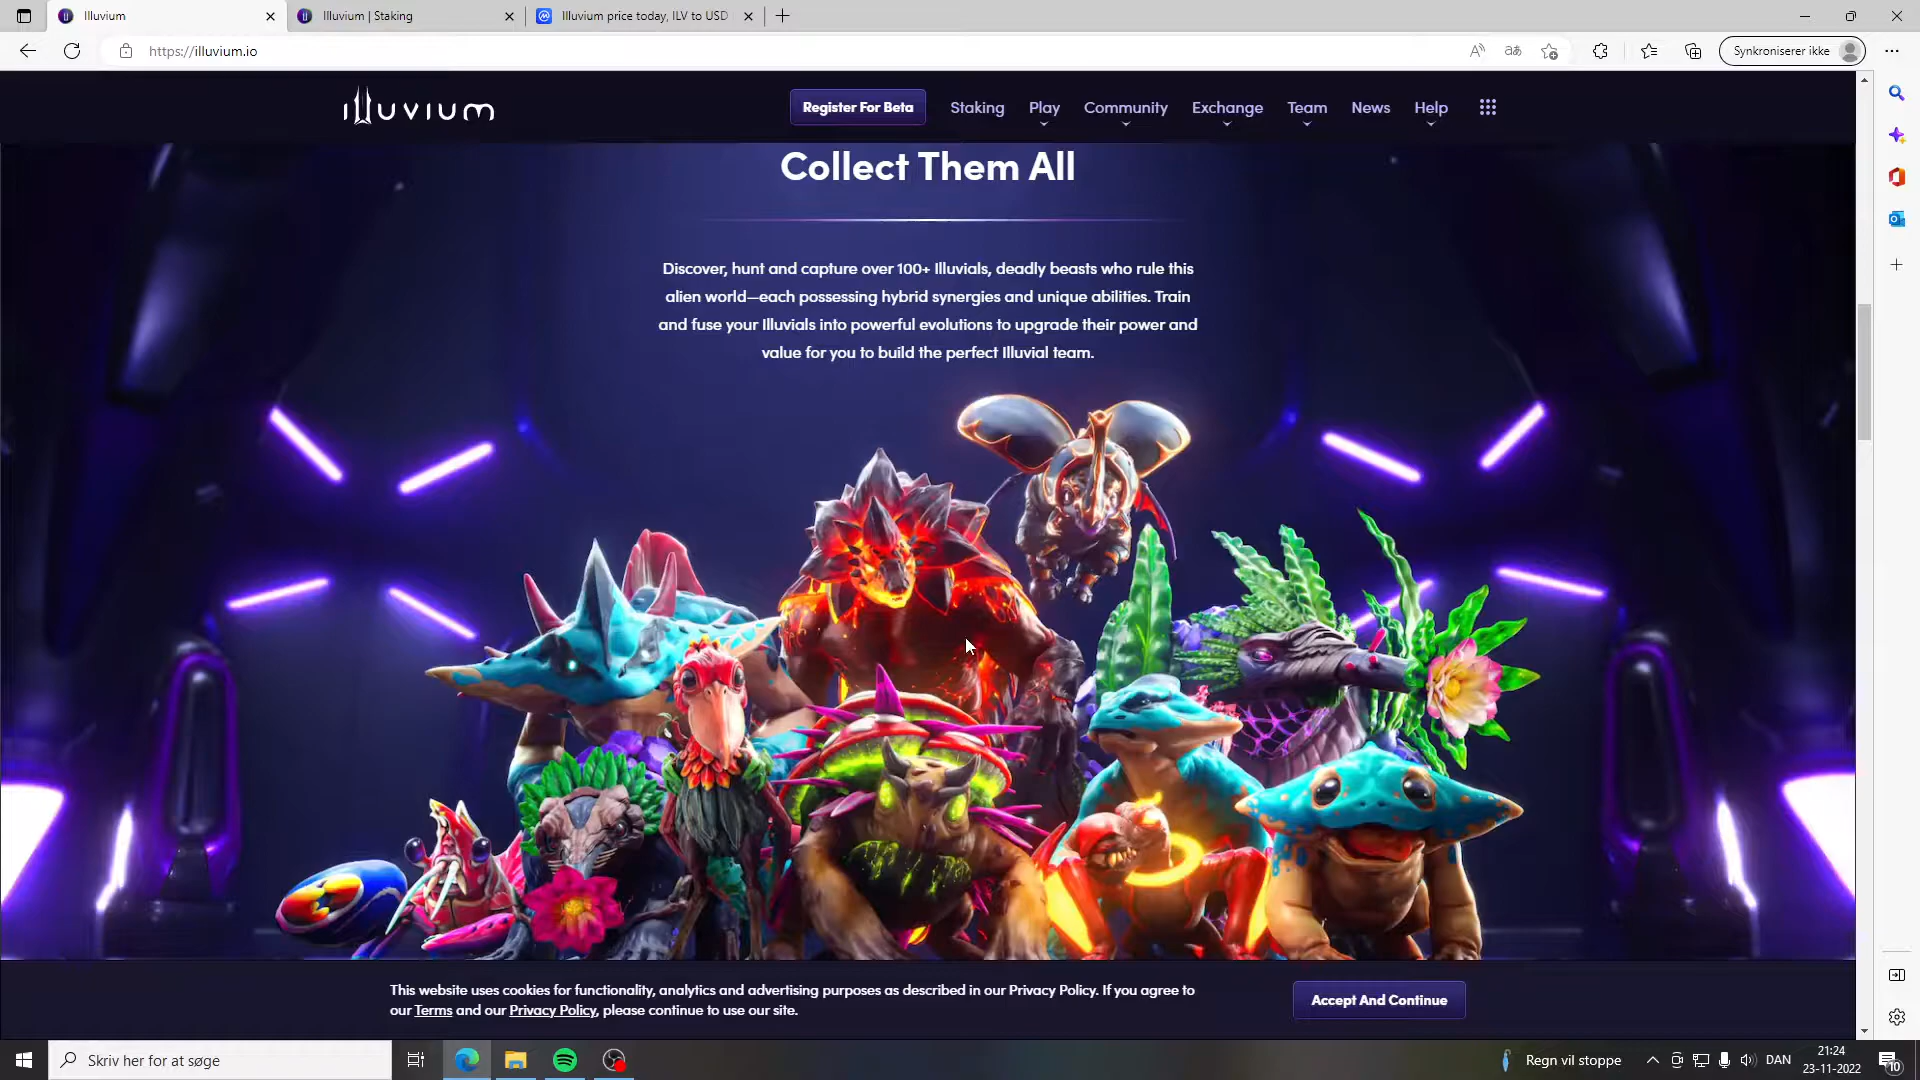 Illuvium
Illuvium | Staking
Illuvium price today, ILV to USD
https://illuvium.io
Synkroniserer ikke
illuvium
Register For Beta
Staking
Play
Community
Exchange
Team
News
Help
Collect Them All
Discover, hunt and capture over 100+ Illuvials, deadly beasts who rule this
alien world—each possessing hybrid synergies and unique abilities. Train
and fuse your Illuvials into powerful evolutions to upgrade their power and
value for you to build the perfect Illuvial team.
This website uses cookies for functionality, analytics and advertising purposes as described in our Privacy Policy. If you agree to
our Terms and our Privacy Policy, please continue to use our site.
Accept And Continue
Skriv her for at søge
Regn vil stoppe
DAN
21:24
23-11-2022
10